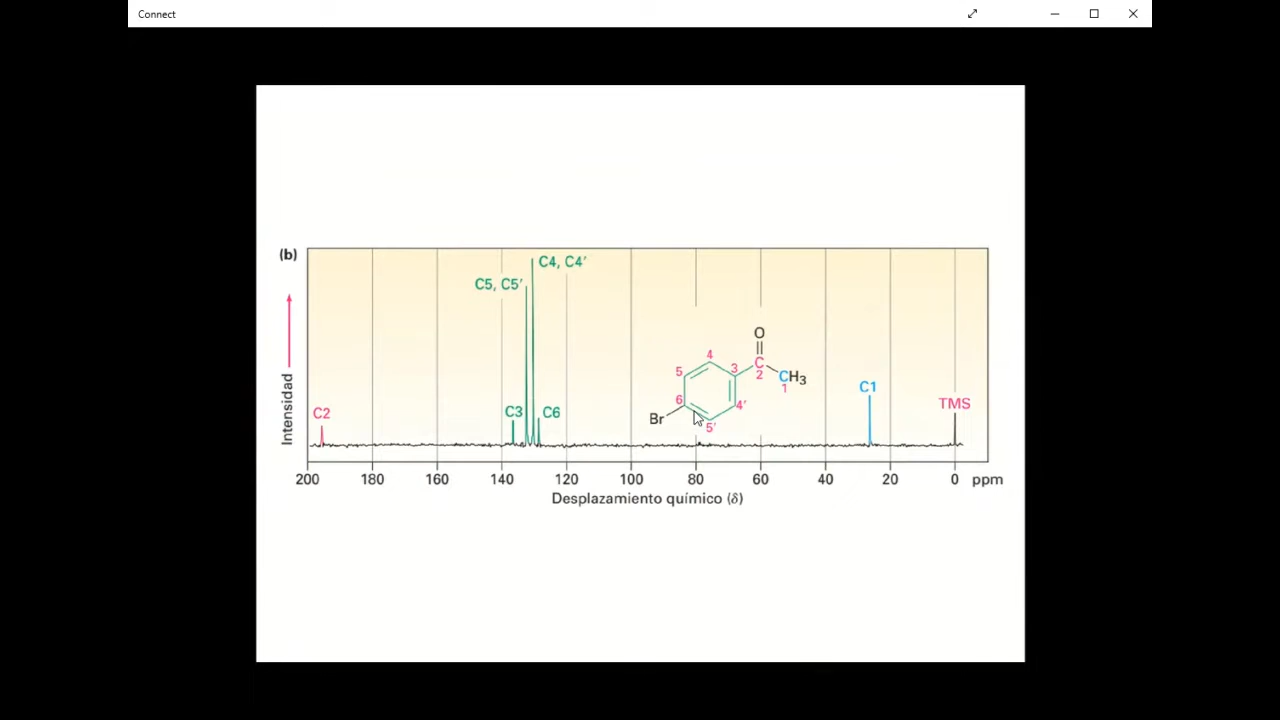 Connect
(b)
C4, C4′
C5, C5′
O
4
3
5
2
CH3
1
C1
6
4′
TMS
C2
C3
C6
Br
5′
Intensidad
200 180 160 140 120 100 80 60 40 20 0 ppm
Desplazamiento químico (δ)